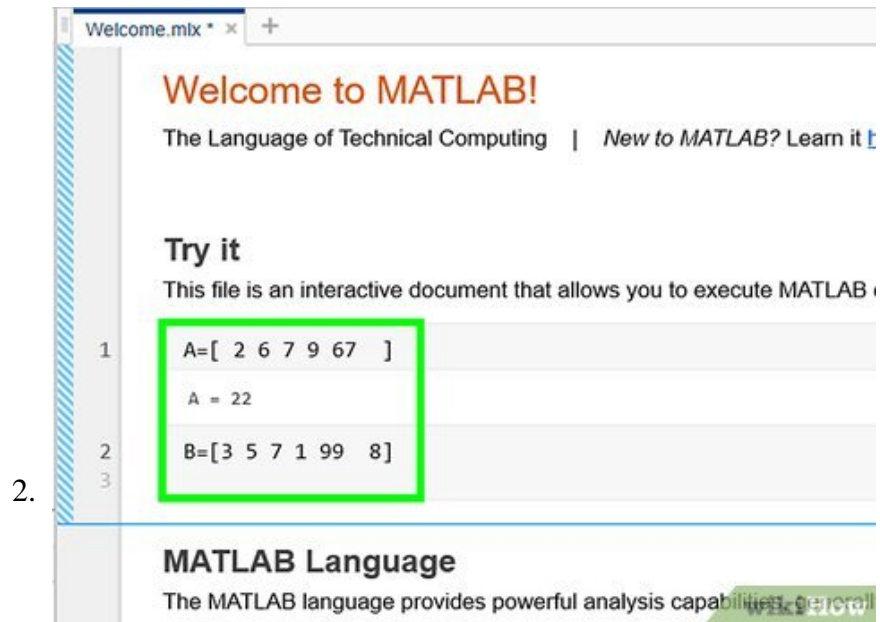 Welcome.mlx * × +
Welcome to MATLAB!
The Language of Technical Computing | New to MATLAB? Learn it
Try it
This file is an interactive document that allows you to execute MATLAB
1 A=[ 2 6 7 9 67 ]
A = 22
2 B=[3 5 7 1 99 8]
3
2.
MATLAB Language
The MATLAB language provides powerful analysis capabilities,
wikiHow